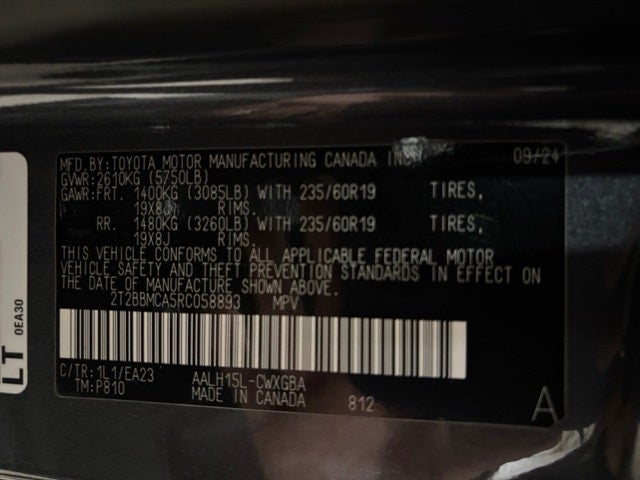 MFD.BY:TOYOTA MOTOR MANUFACTURING CANADA INC. 09/24
GVWR:2610KG (5750LB)
GAWR:FRT. 1400KG (3085LB) WITH 235/60R19 TIRES,
19X8J RIMS.
RR. 1480KG (3260LB) WITH 235/60R19 TIRES,
19X8J RIMS.
THIS VEHICLE CONFORMS TO ALL APPLICABLE FEDERAL MOTOR
VEHICLE SAFETY AND THEFT PREVENTION STANDARDS IN EFFECT ON
THE DATE OF MANUFACTURE SHOWN ABOVE.
2T2BBMCA5RC058893 MPV
C/TR:1L1/EA23 AALH15L-CWXGBA
TM:P810 MADE IN CANADA 812
A
LT
0EA30